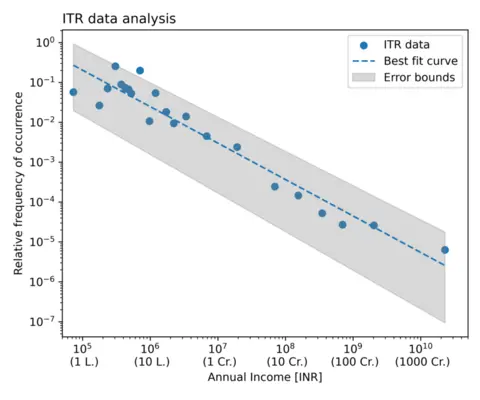 ITR data analysis
ITR data
Best fit curve
Error bounds
Relative frequency of occurrence
10⁰
10⁻¹
10⁻²
10⁻³
10⁻⁴
10⁻⁵
10⁻⁶
10⁻⁷
10⁵ 10⁶ 10⁷ 10⁸ 10⁹ 10¹⁰
(1 L.) (10 L.) (1 Cr.) (10 Cr.) (100 Cr.) (1000 Cr.)
Annual Income [INR]